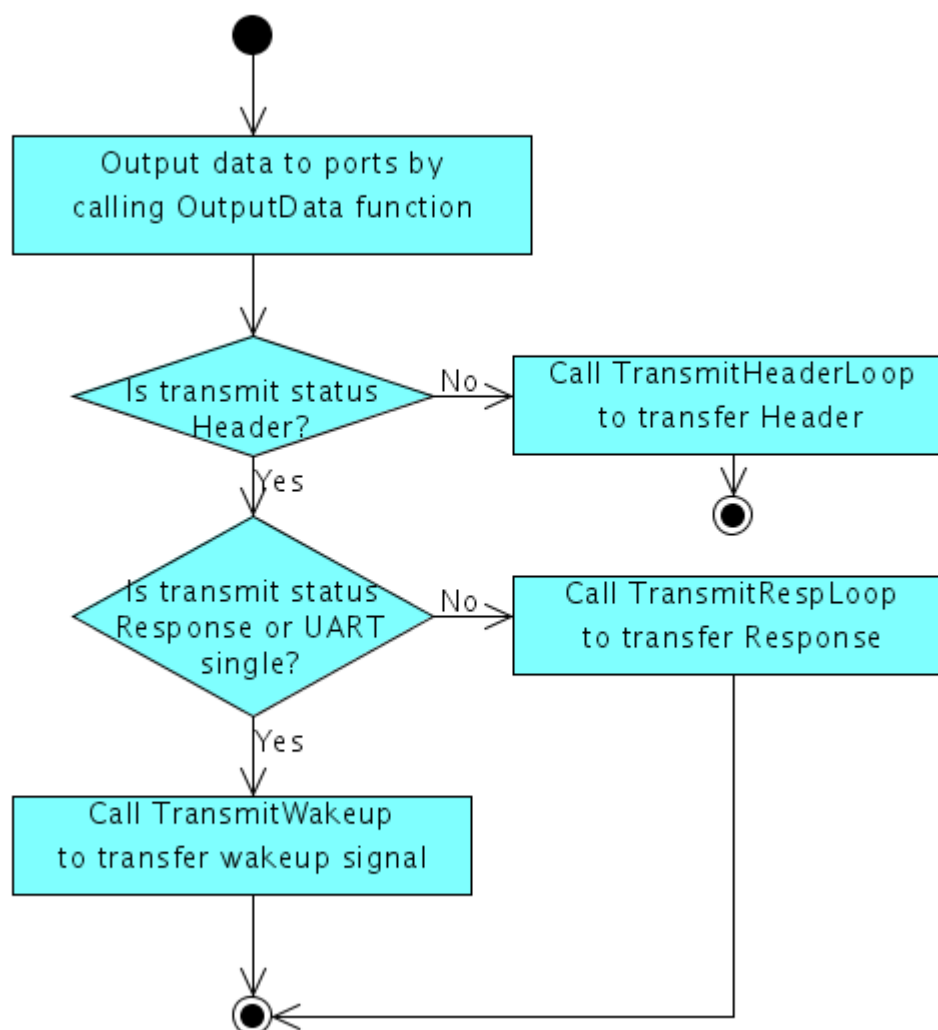 Output data to ports by
calling OutputData function
Is transmit status
Header?
No
Call TransmitHeaderLoop
to transfer Header
Yes
Is transmit status
Response or UART
single?
No
Call TransmitRespLoop
to transfer Response
Yes
Call TransmitWakeup
to transfer wakeup signal